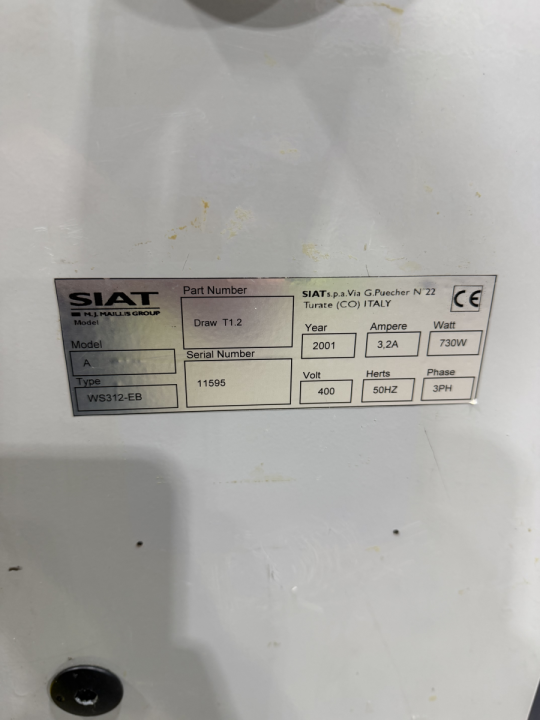 SIAT
M.J. MAILLIS GROUP
Model
Model
A
Type
WS312-EB
Part Number
Draw T1.2
Serial Number
11595
SIAT s.p.a. Via G.Puecher N°22
Turate (CO) ITALY
CE
Year
2001
Ampere
3,2A
Watt
730W
Volt
400
Herts
50HZ
Phase
3PH